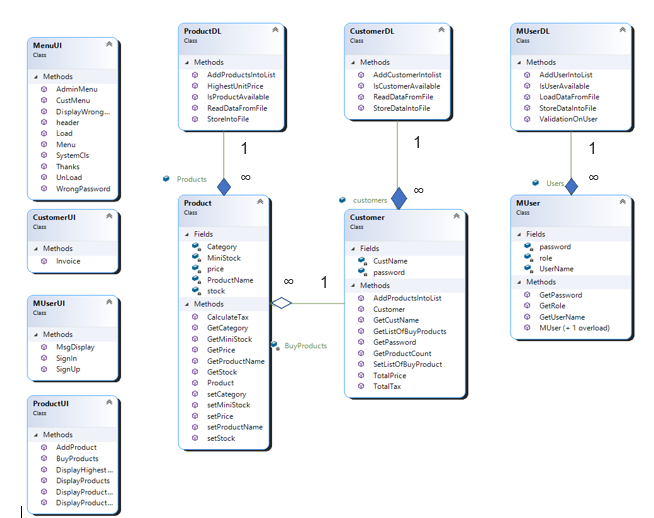 MenuUI
Class
Methods
AdminMenu
CustMenu
DisplayWrong...
header
Load
Menu
SystemCls
Thanks
UnLoad
WrongPassword
CustomerUI
Class
Methods
Invoice
MUserUI
Class
Methods
MsgDisplay
SignIn
SignUp
ProductUI
Class
Methods
AddProduct
BuyProducts
DisplayHighest...
DisplayProducts
DisplayProduct...
DisplayProduct...
ProductDL
Class
Methods
AddProductsIntoList
HighestUnitPrice
IsProductAvailable
ReadDataFromFile
StoreIntoFile
1
∞
Products
Product
Class
Fields
Category
MiniStock
price
ProductName
stock
Methods
CalculateTax
GetCategory
GetMiniStock
GetPrice
GetProductName
GetStock
Product
setCategory
setMiniStock
setPrice
setProductName
setStock
∞ 1
BuyProducts
CustomerDL
Class
Methods
AddCustomerIntolist
IsCustomerAvailable
ReadDataFromFile
StoreDataIntoFile
1
∞
customers
Customer
Class
Fields
CustName
password
Methods
AddProductsIntoList
Customer
GetCustName
GetListOfBuyProducts
GetPassword
GetProductCount
SetListOfBuyProduct
TotalPrice
TotalTax
MUserDL
Class
Methods
AddUserIntoList
IsUserAvailable
LoadDataFromFile
StoreDataIntoFile
ValidationOnUser
1
∞
Users
MUser
Class
Fields
password
role
UserName
Methods
GetPassword
GetRole
GetUserName
MUser (+ 1 overload)